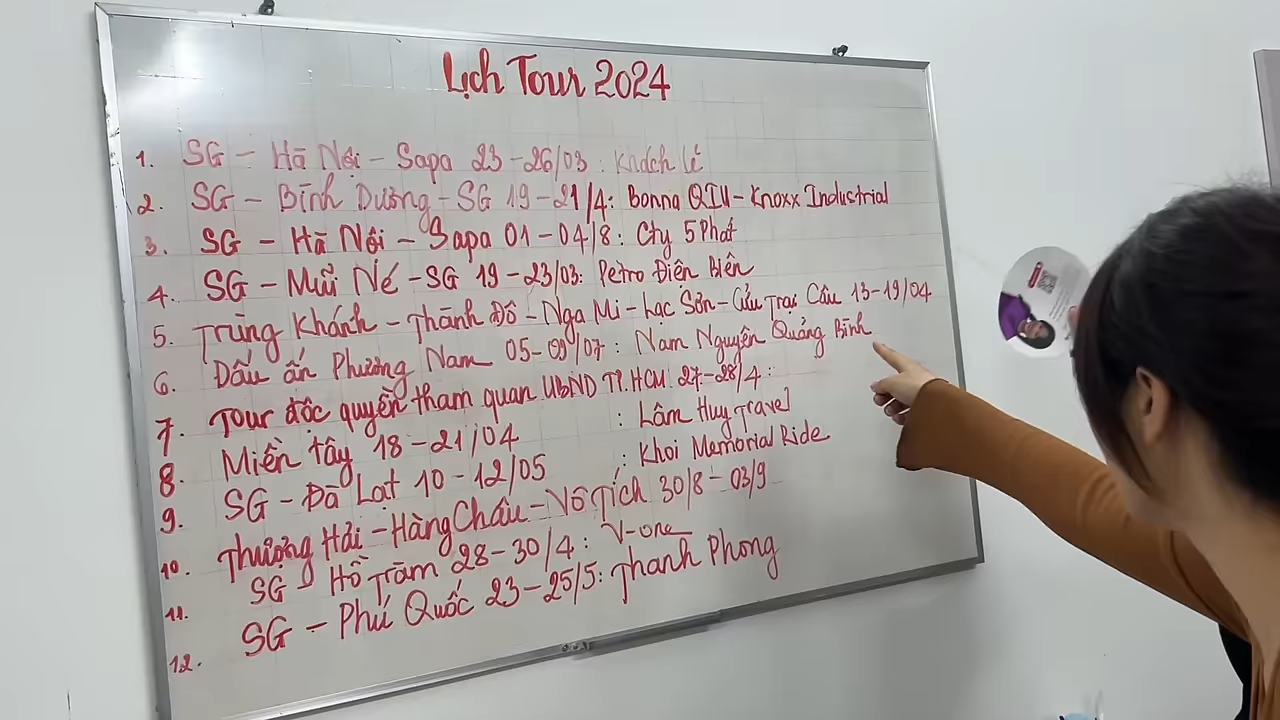 Lịch Tour 2024
1. SG - Hà Nội - Sapa 23 - 26/03 : Khách lẻ
2. SG - Bình Dương - SG 19 - 21/4: Bonna QIU - Knoxx Industrial
3. SG - Hà Nội - Sapa 01 - 04/8 : Cty 5 Phát
4. SG - Mũi Né - SG 19 - 23/03: Petro Điện Biên
5. Trùng Khánh - Thành Đô - Nga Mi - Lạc Sơn - Cửu Trại Câu 13-19/04
6. Dấu ấn Phương Nam 05-09/07 : Nam Nguyên Quảng Bình
7. Tour độc quyền tham quan UBND TP.HCM 27-28/4 :
8. Miền Tây 18 - 21/04 : Lâm Huy Travel
9. SG - Đà Lạt 10 - 12/05 : Khoi Memorial Ride
10. Thượng Hải - Hàng Châu - Vô Tích 30/8 - 03/9
11. SG - Hồ Tràm 28 - 30/4 : V-one
12. SG - Phú Quốc 23 - 25/5: Thanh Phong